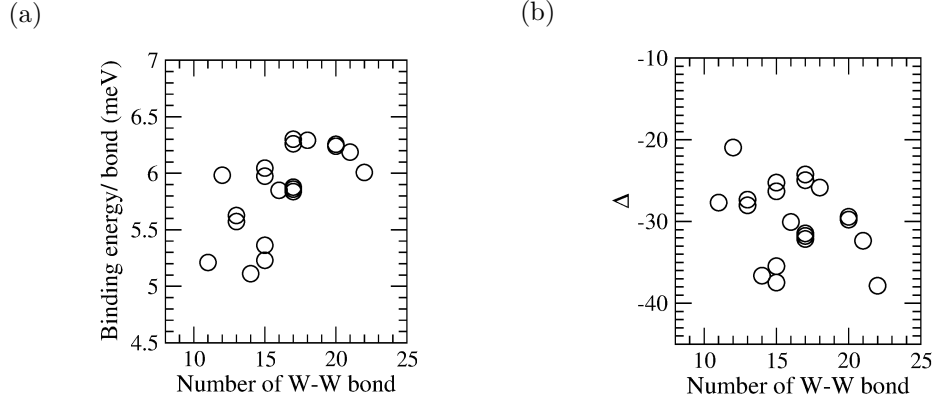 (a)
(b)
Binding energy/ bond (meV)
7
6.5
6
5.5
5
4.5
10 15 20 25
Number of W-W bond
Δ
-10
-20
-30
-40
10 15 20 25
Number of W-W bond